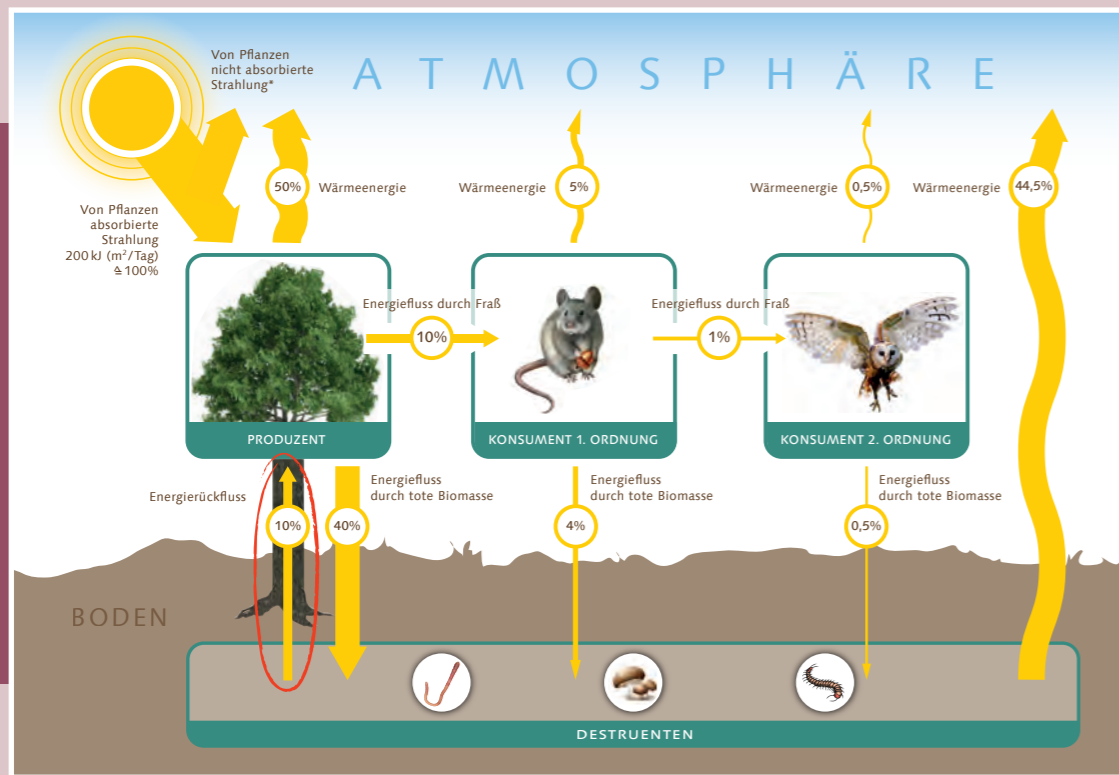 Von Pflanzen
nicht absorbierte
Strahlung*
ATMOSPHÄRE
50%
Wärmeenergie
Wärmeenergie
5%
Wärmeenergie
0,5%
Wärmeenergie
44,5%
Von Pflanzen
absorbierte
Strahlung
200 kJ (m²/Tag)
≙ 100%
Energiefluss durch Fraß
10%
Energiefluss durch Fraß
1%
PRODUZENT
KONSUMENT 1. ORDNUNG
KONSUMENT 2. ORDNUNG
Energierückfluss
10%
40%
Energiefluss
durch tote Biomasse
4%
Energiefluss
durch tote Biomasse
0,5%
Energiefluss
durch tote Biomasse
BODEN
DESTRUENTEN